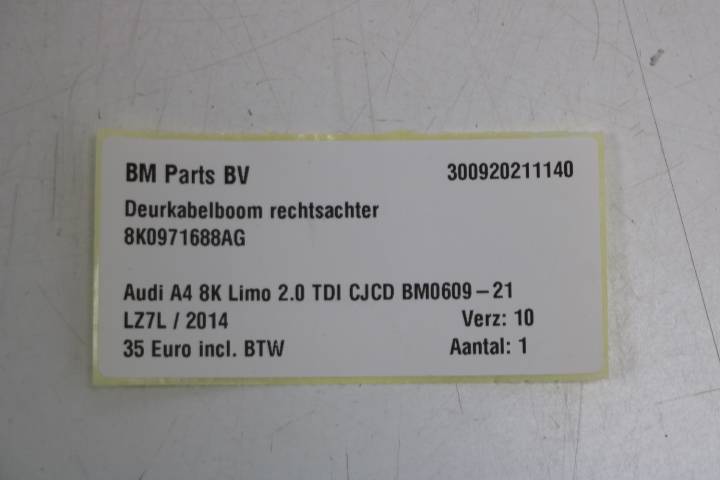 BM Parts BV 300920211140
Deurkabelboom rechtsachter
8K0971688AG
Audi A4 8K Limo 2.0 TDI CJCD BM0609-21
LZ7L / 2014 Verz: 10
35 Euro incl. BTW Aantal: 1